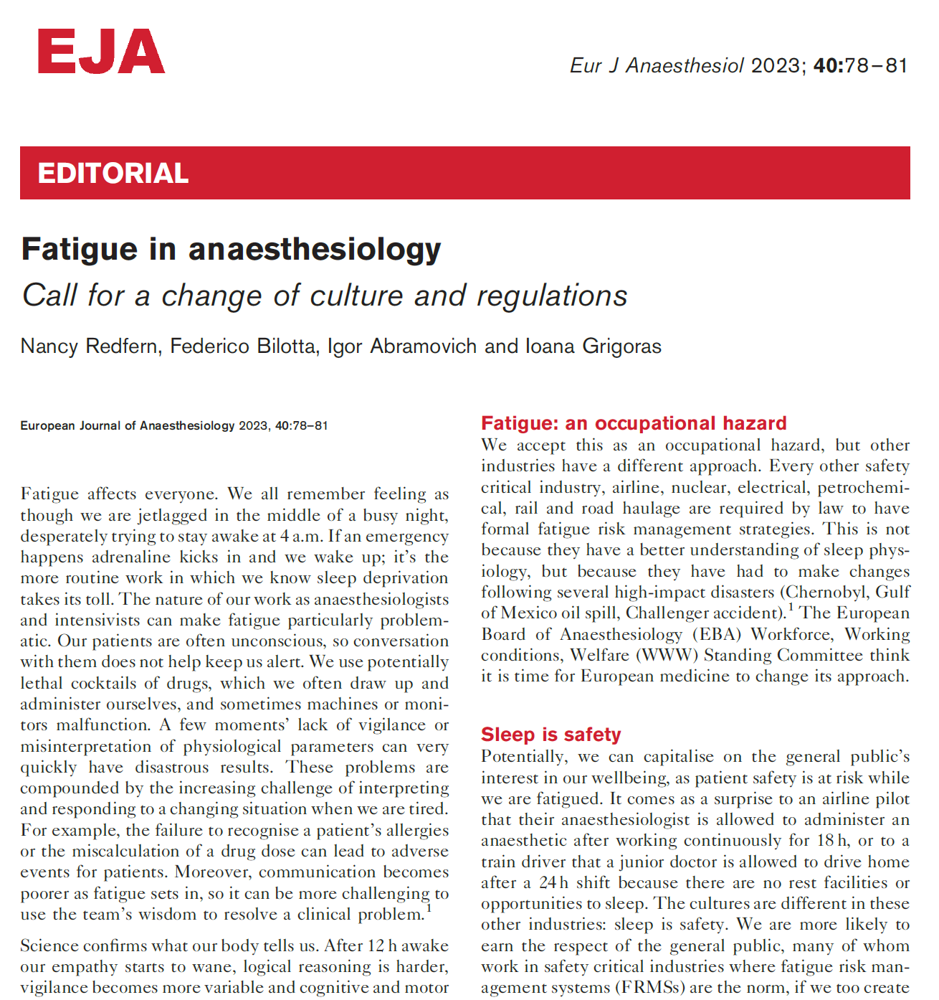 EJA
Eur J Anaesthesiol 2023; 40:78–81
EDITORIAL
Fatigue in anaesthesiology
Call for a change of culture and regulations
Nancy Redfern, Federico Bilotta, Igor Abramovich and Ioana Grigoras
European Journal of Anaesthesiology 2023, 40:78–81
Fatigue affects everyone. We all remember feeling as
though we are jetlagged in the middle of a busy night,
desperately trying to stay awake at 4 a.m. If an emergency
happens adrenaline kicks in and we wake up; it's the
more routine work in which we know sleep deprivation
takes its toll. The nature of our work as anaesthesiologists
and intensivists can make fatigue particularly problem-
atic. Our patients are often unconscious, so conversation
with them does not help keep us alert. We use potentially
lethal cocktails of drugs, which we often draw up and
administer ourselves, and sometimes machines or moni-
tors malfunction. A few moments' lack of vigilance or
misinterpretation of physiological parameters can very
quickly have disastrous results. These problems are
compounded by the increasing challenge of interpreting
and responding to a changing situation when we are tired.
For example, the failure to recognise a patient's allergies
or the miscalculation of a drug dose can lead to adverse
events for patients. Moreover, communication becomes
poorer as fatigue sets in, so it can be more challenging to
use the team's wisdom to resolve a clinical problem.1
Science confirms what our body tells us. After 12 h awake
our empathy starts to wane, logical reasoning is harder,
vigilance becomes more variable and cognitive and motor
Fatigue: an occupational hazard
We accept this as an occupational hazard, but other
industries have a different approach. Every other safety
critical industry, airline, nuclear, electrical, petrochemi-
cal, rail and road haulage are required by law to have
formal fatigue risk management strategies. This is not
because they have a better understanding of sleep phys-
iology, but because they have had to make changes
following several high-impact disasters (Chernobyl, Gulf
of Mexico oil spill, Challenger accident).1 The European
Board of Anaesthesiology (EBA) Workforce, Working
conditions, Welfare (WWW) Standing Committee think
it is time for European medicine to change its approach.
Sleep is safety
Potentially, we can capitalise on the general public's
interest in our wellbeing, as patient safety is at risk while
we are fatigued. It comes as a surprise to an airline pilot
that their anaesthesiologist is allowed to administer an
anaesthetic after working continuously for 18 h, or to a
train driver that a junior doctor is allowed to drive home
after a 24 h shift because there are no rest facilities or
opportunities to sleep. The cultures are different in these
other industries: sleep is safety. We are more likely to
earn the respect of the general public, many of whom
work in safety critical industries where fatigue risk man-
agement systems (FRMSs) are the norm, if we too create